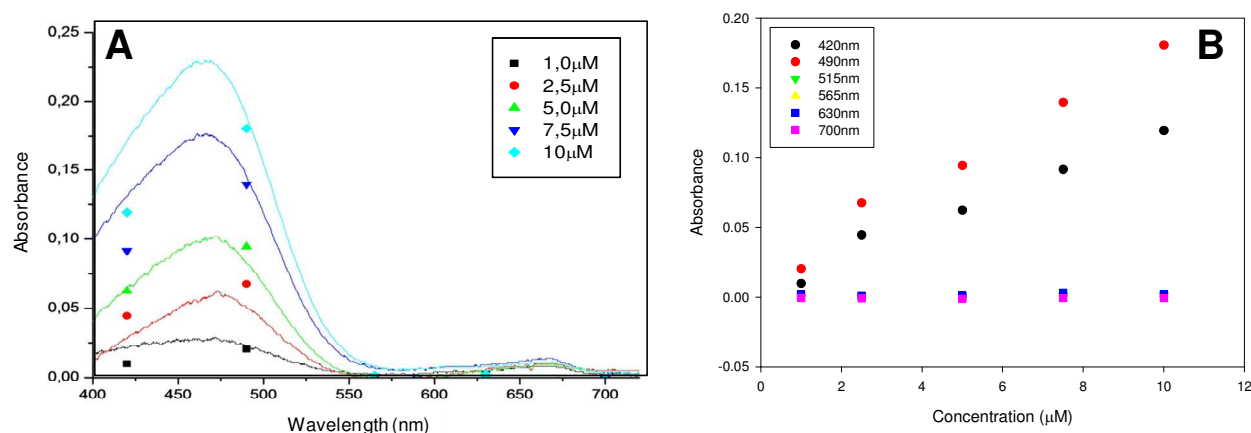 A
0,25
0,20
0,15
0,10
0,05
0,00
Absorbance
400 450 500 550 600 650 700
Wavelength (nm)
1,0μM
2,5μM
5,0μM
7,5μM
10μM
B
0.20
0.15
0.10
0.05
0.00
-0.05
Absorbance
0 2 4 6 8 10 12
Concentration (μM)
420nm
490nm
515nm
565nm
630nm
700nm